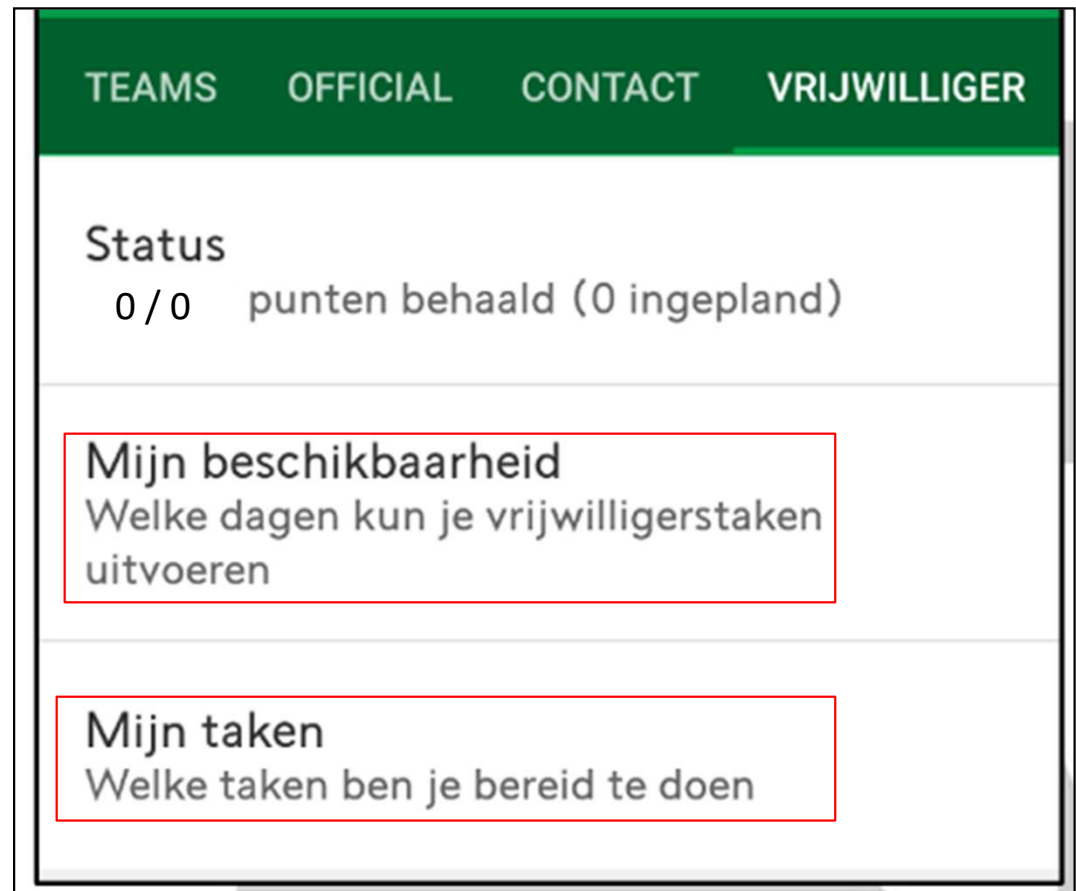 TEAMS OFFICIAL CONTACT VRIJWILLIGER
Status
0 / 0 punten behaald (0 ingepland)
Mijn beschikbaarheid
Welke dagen kun je vrijwilligerstaken
uitvoeren
Mijn taken
Welke taken ben je bereid te doen